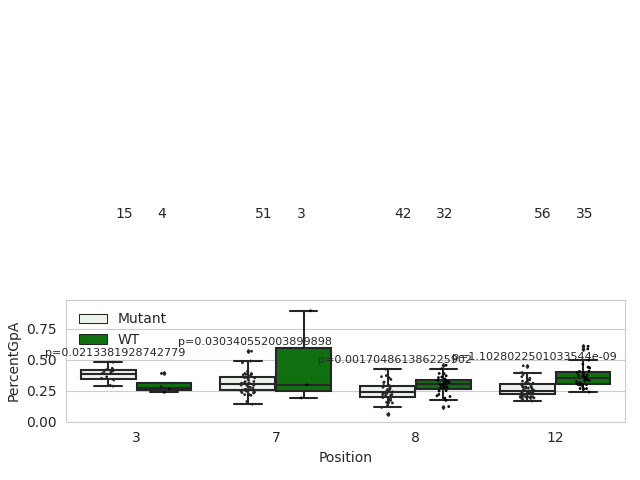 15 4 51 3 42 32 56 35
Mutant
WT
p=0.0213381928742779
p=0.030340552003899898
p=0.001704861386225902
p=1.1028022501033544e-09
PercentGpA
0.75
0.50
0.25
0.00
3 7 8 12
Position